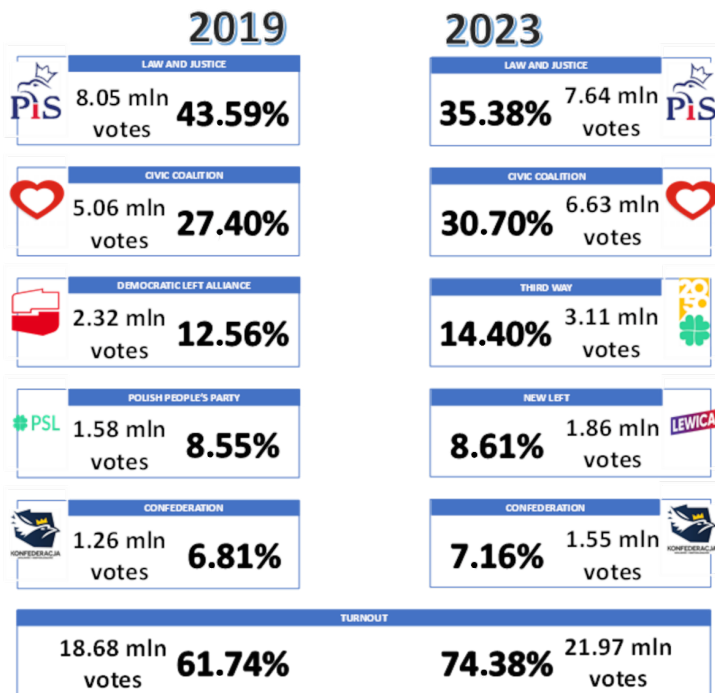 2019
2023
LAW AND JUSTICE
PiS
8.05 mln
votes
43.59%
LAW AND JUSTICE
35.38%
7.64 mln
votes
PiS
CIVIC COALITION
5.06 mln
votes
27.40%
CIVIC COALITION
30.70%
6.63 mln
votes
DEMOCRATIC LEFT ALLIANCE
2.32 mln
votes
12.56%
THIRD WAY
14.40%
3.11 mln
votes
2050
POLISH PEOPLE'S PARTY
PSL
1.58 mln
votes
8.55%
NEW LEFT
8.61%
1.86 mln
votes
LEWICA
CONFEDERATION
KONFEDERACJA
1.26 mln
votes
6.81%
CONFEDERATION
7.16%
1.55 mln
votes
KONFEDERACJA
TURNOUT
18.68 mln
votes
61.74%
74.38%
21.97 mln
votes